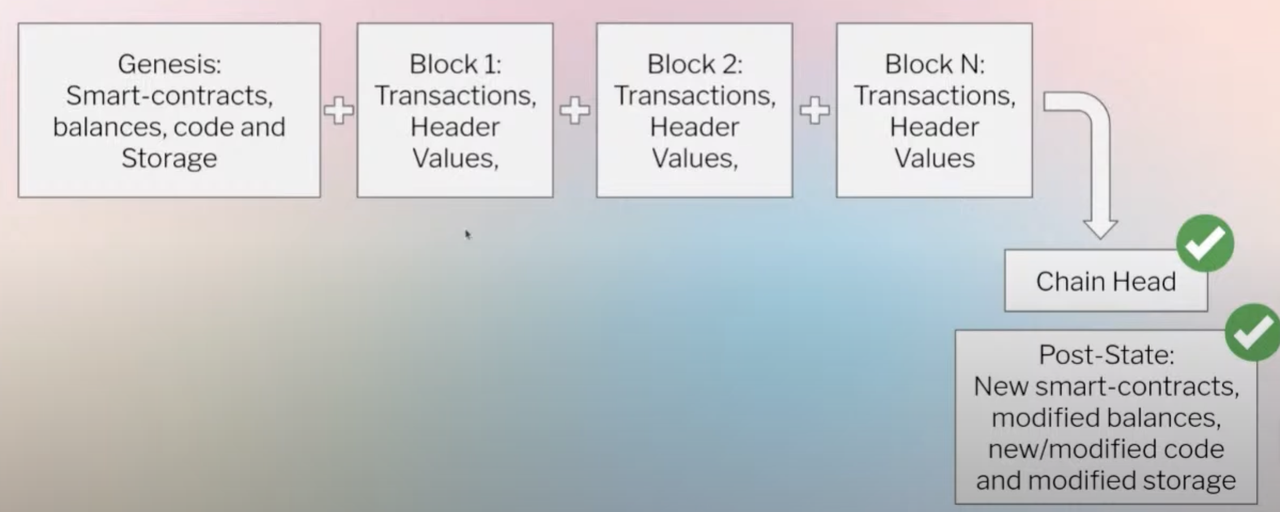 Genesis:
Smart-contracts,
balances, code and
Storage
Block 1:
Transactions,
Header
Values,
Block 2:
Transactions,
Header
Values,
Block N:
Transactions,
Header
Values
Chain Head
Post-State:
New smart-contracts,
modified balances,
new/modified code
and modified storage